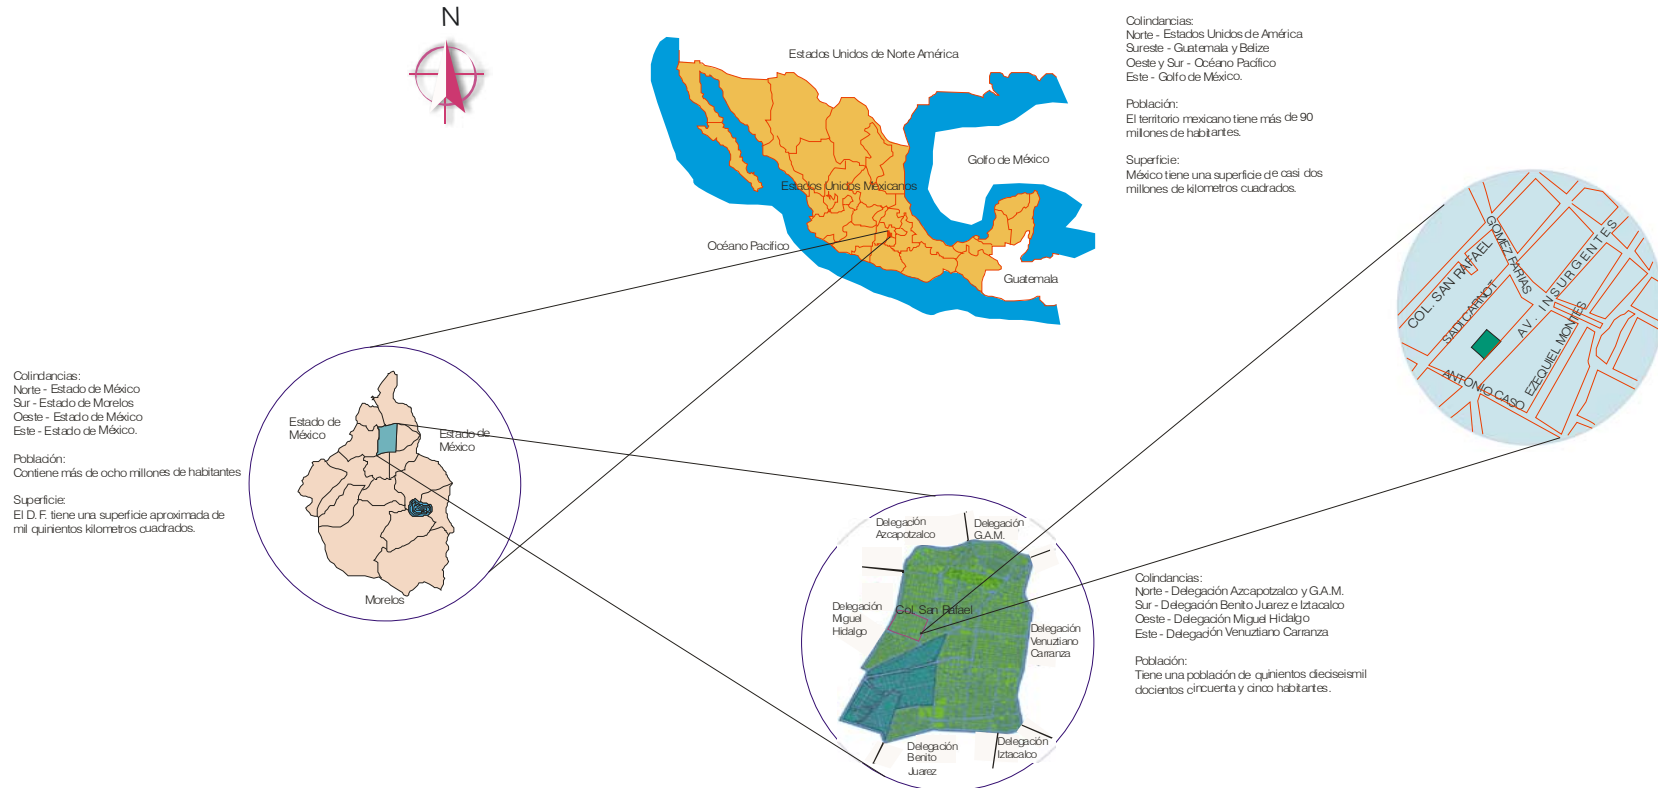 N
Estados Unidos de Norte América
Golfo de México
Estados Unidos Mexicanos
Océano Pacifico
Guatemala
Colindancias:
Norte - Estados Unidos de América
Sureste - Guatemala y Belize
Oeste y Sur - Océano Pacífico
Este - Golfo de México.
Población:
El territorio mexicano tiene más de 90
millones de habitantes.
Superficie:
México tiene una superficie de casi dos
millones de kilometros cuadrados.
COL. SAN RAFAEL
GOMEZ FARIAS
AV. INSURGENTES
SADI CARNOT
EZEQUIEL MONTES
ANTONIO CASO
Colindancias:
Norte - Estado de México
Sur - Estado de Morelos
Oeste - Estado de México
Este - Estado de México.
Población:
Contiene más de ocho millones de habitantes
Superficie:
El D. F. tiene una superficie aproximada de
mil quinientos kilometros cuadrados.
Estado de
México
Estado de
México
Morelos
Delegación
Azcapotzalco
Delegación
G.A.M.
Delegación
Miguel
Hidalgo
Col. San Rafael
Delegación
Venuztiano
Carranza
Delegación
Benito
Juarez
Delegación
Iztacalco
Colindancias:
Norte - Delegación Azcapotzalco y G.A.M.
Sur - Delegación Benito Juarez e Iztacalco
Oeste - Delegación Miguel Hidalgo
Este - Delegación Venuztiano Carranza
Población:
Tiene una población de quinientos dieciseismil
docientos cincuenta y cinco habitantes.